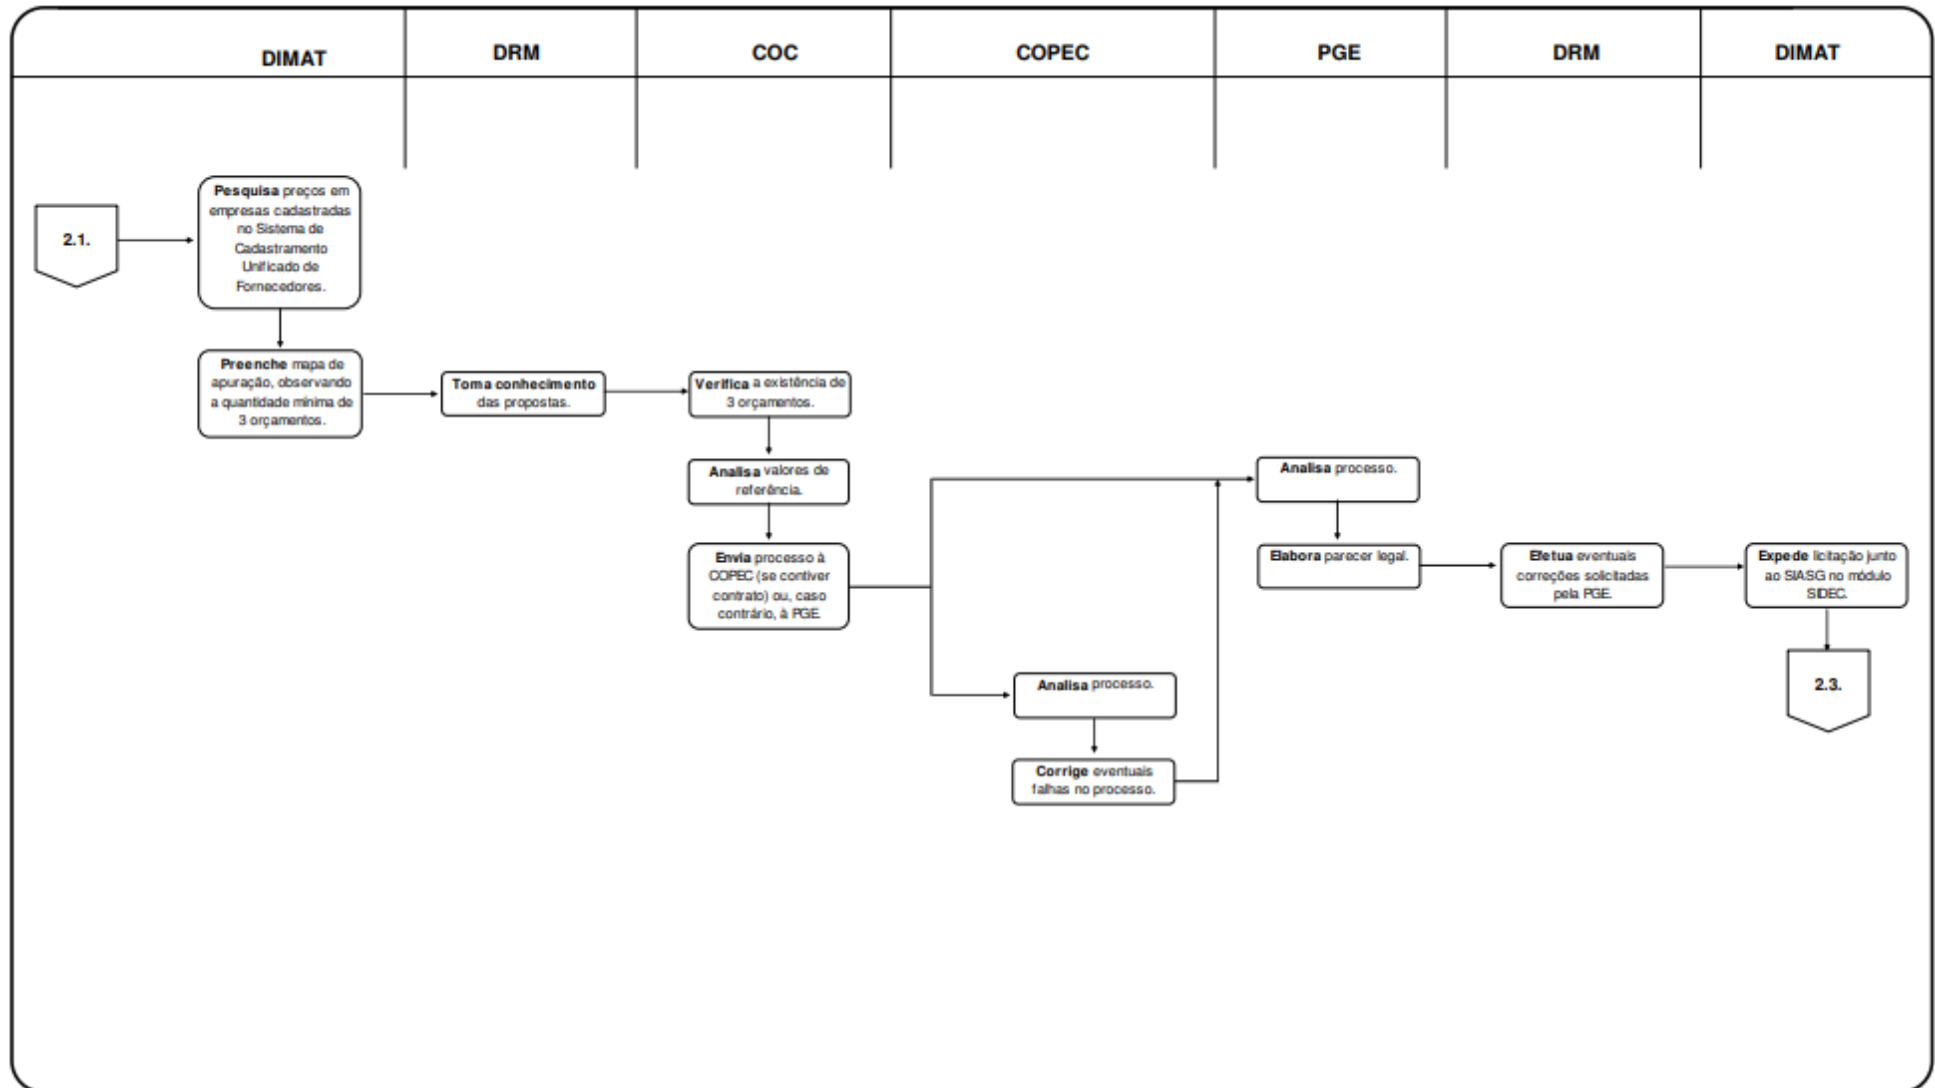 DIMAT
DRM
COC
COPEC
PGE
DRM
DIMAT
2.1.
Pesquisa preços em
empresas cadastradas
no Sistema de
Cadastramento
Unificado de
Fornecedores.
Preenche mapa de
apuração, observando
a quantidade mínima de
3 orçamentos.
Toma conhecimento
das propostas.
Verifica a existência de
3 orçamentos.
Analisa valores de
referência.
Envia processo à
COPEC (se contiver
contrato) ou, caso
contrário, à PGE.
Analisa processo.
Corrige eventuais
falhas no processo.
Analisa processo.
Elabora parecer legal.
Efetua eventuais
correções solicitadas
pela PGE.
Expede licitação junto
ao SIASG no módulo
SIDEC.
2.3.